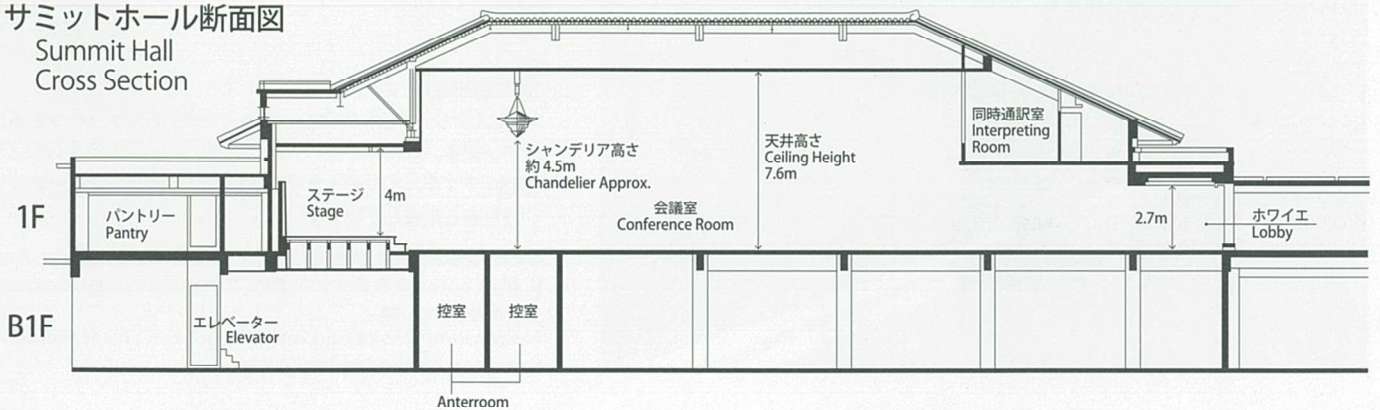 サミットホール断面図
Summit Hall
Cross Section
同時通訳室
Interpreting
Room
シャンデリア高さ
約 4.5m
Chandelier Approx.
天井高さ
Ceiling Height
7.6m
ステージ
Stage
4m
会議室
Conference Room
1F
パントリー
Pantry
2.7m
ホワイエ
Lobby
B1F
エレベーター
Elevator
控室
控室
Anterroom